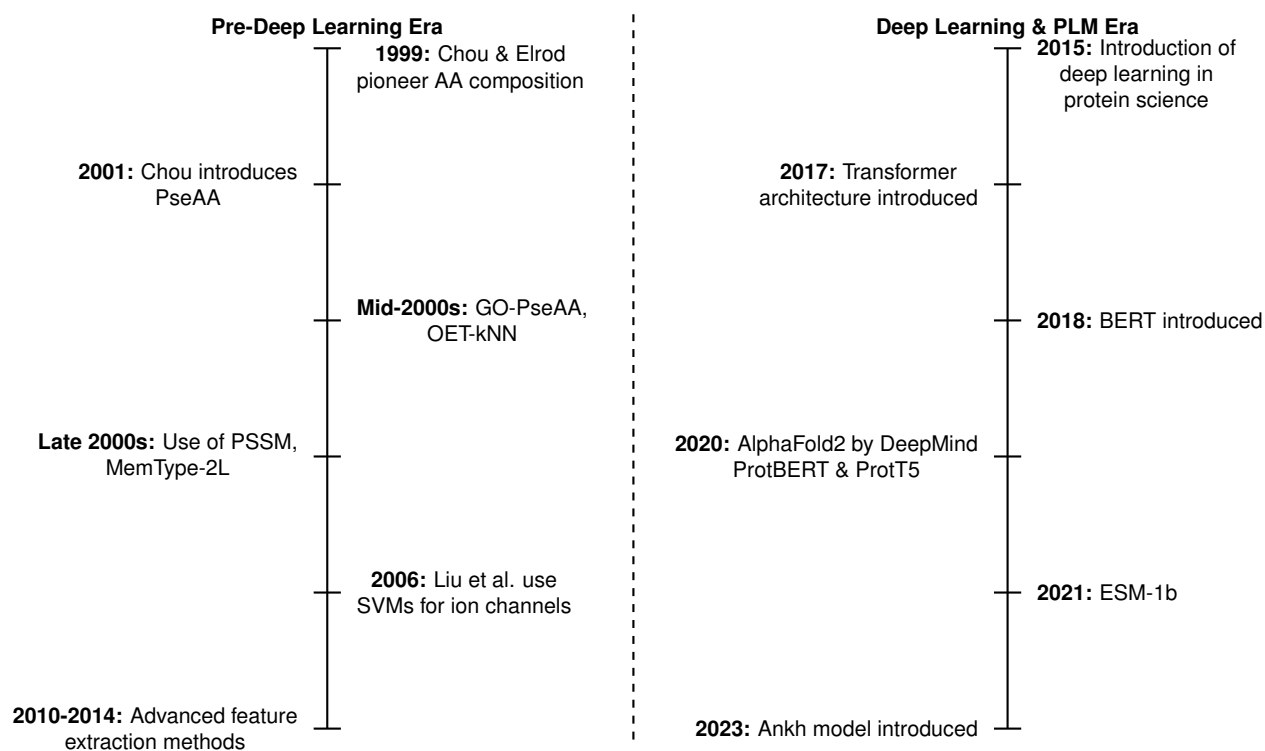 Pre-Deep Learning Era
1999: Chou & Elrod
pioneer AA composition
2001: Chou introduces
PseAA
Mid-2000s: GO-PseAA,
OET-kNN
Late 2000s: Use of PSSM,
MemType-2L
2006: Liu et al. use
SVMs for ion channels
2010-2014: Advanced feature
extraction methods
Deep Learning & PLM Era
2015: Introduction of
deep learning in
protein science
2017: Transformer
architecture introduced
2018: BERT introduced
2020: AlphaFold2 by DeepMind
ProtBERT & ProtT5
2021: ESM-1b
2023: Ankh model introduced